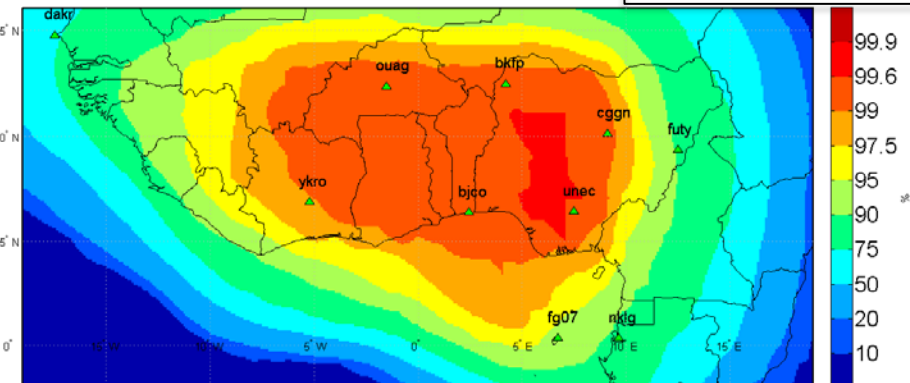 dakr
5° N
ouag
bkfp
cggn
0° N
futy
ykro
bjco
unec
5° N
fg07
nklg
0°
5° W
0°
5° E
10° E
15° E
99.9
99.6
99
97.5
95
90
75
50
20
10
%